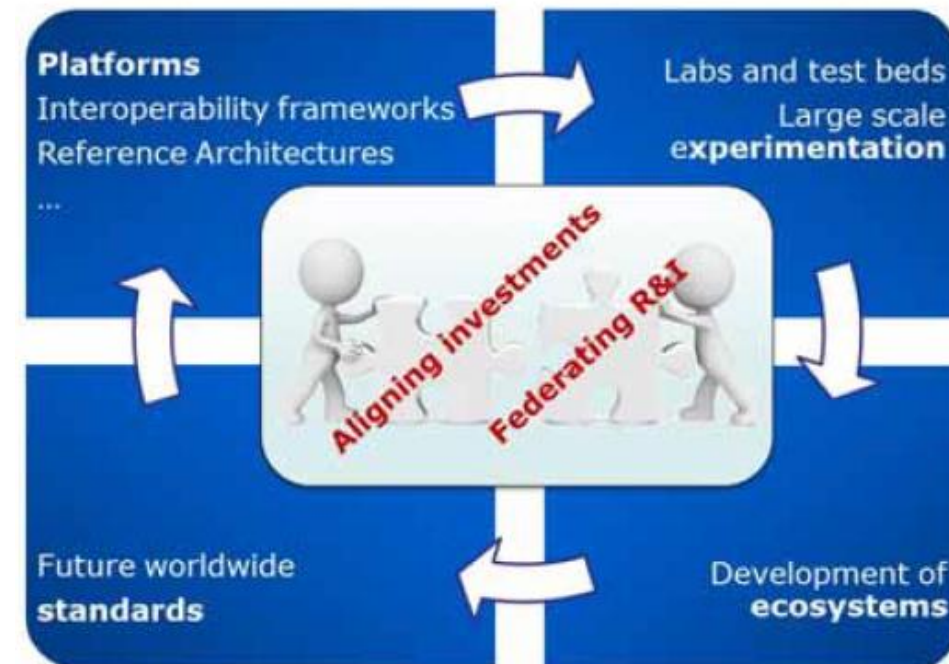 Platforms
Interoperability frameworks
Reference Architectures
...
Labs and test beds
Large scale
experimentation
Aligning investments
Federating R&I
Future worldwide
standards
Development of
ecosystems